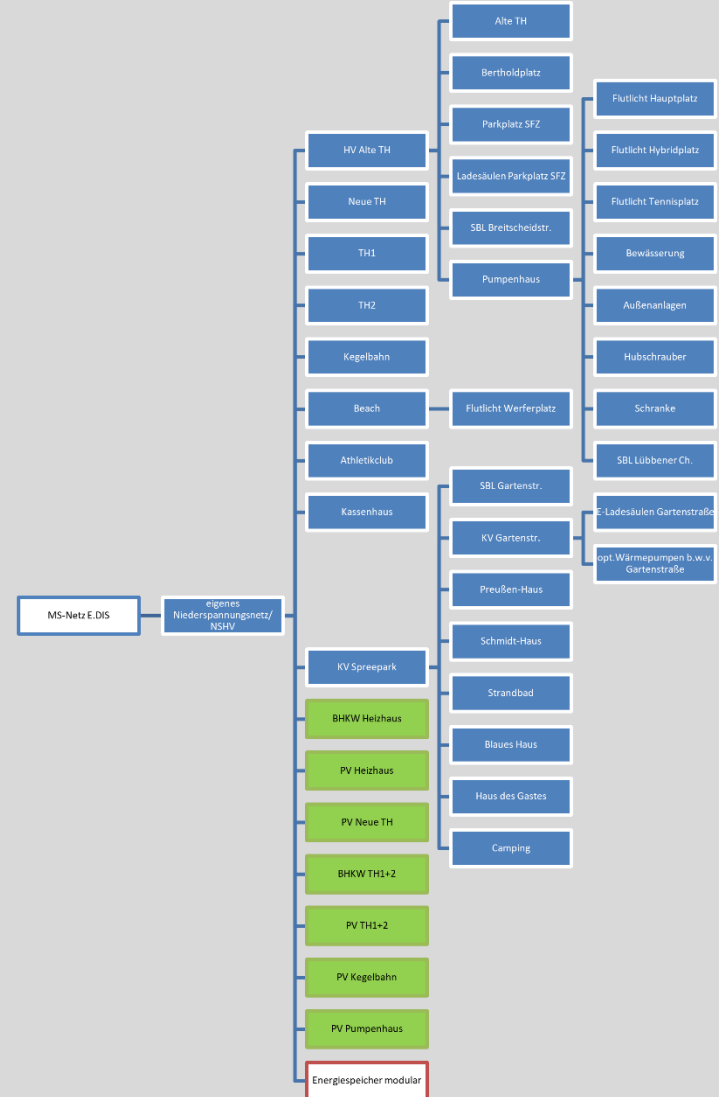 MS-Netz E.DIS
eigenes
Niederspannungsnetz/
NSHV
HV Alte TH
Neue TH
TH1
TH2
Kegelbahn
Beach
Athletikclub
Kassenhaus
KV Spreepark
BHKW Heizhaus
PV Heizhaus
PV Neue TH
BHKW TH1+2
PV TH1+2
PV Kegelbahn
PV Pumpenhaus
Energiespeicher modular
Alte TH
Bertholdplatz
Parkplatz SFZ
Ladesäulen Parkplatz SFZ
SBL Breitscheidstr.
Pumpenhaus
Flutlicht Werferplatz
SBL Gartenstr.
KV Gartenstr.
Preußen-Haus
Schmidt-Haus
Strandbad
Blaues Haus
Haus des Gastes
Camping
Flutlicht Hauptplatz
Flutlicht Hybridplatz
Flutlicht Tennisplatz
Bewässerung
Außenanlagen
Hubschrauber
Schranke
SBL Lübbener Ch.
E-Ladesäulen Gartenstraße
opt.Wärmepumpen b.w.v.
Gartenstraße